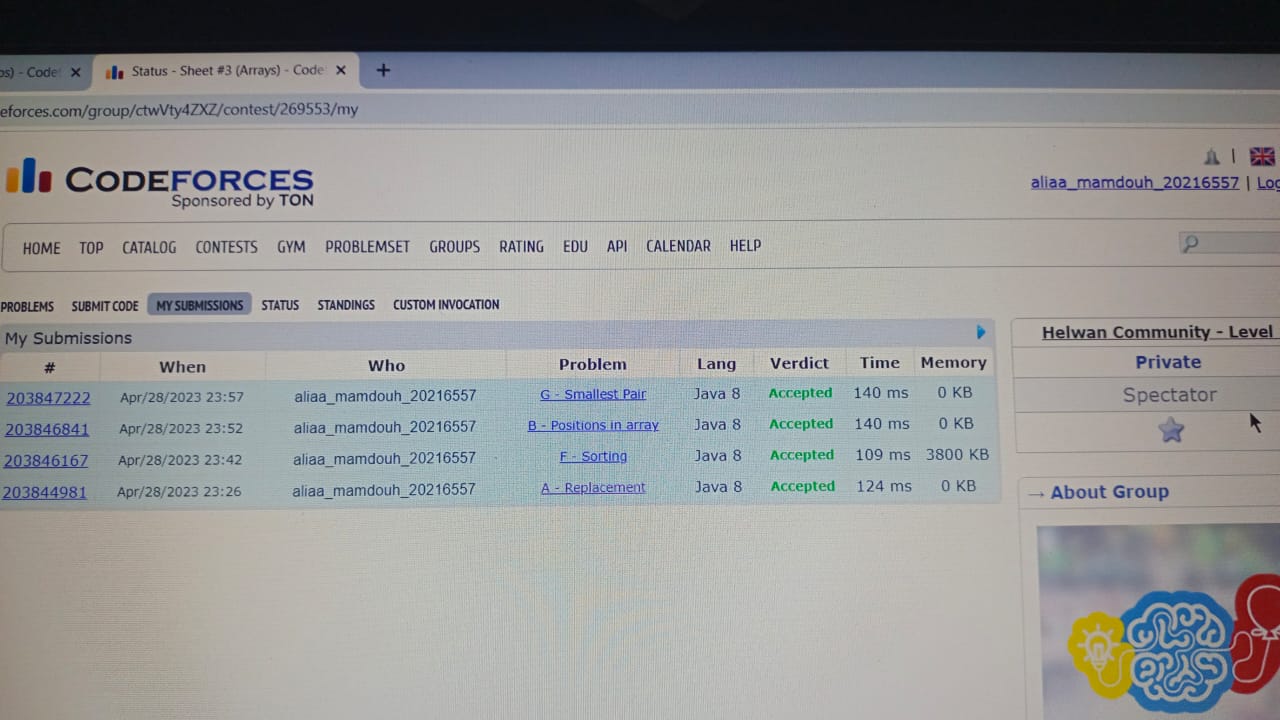 os) - Code
Status - Sheet #3 (Arrays) - Code
eforces.com/group/ctwVty4ZXZ/contest/269553/my
CODEFORCES
Sponsored by TON
aliaa_mamdouh_20216557 | Log
HOME TOP CATALOG CONTESTS GYM PROBLEMSET GROUPS RATING EDU API CALENDAR HELP
PROBLEMS SUBMIT CODE MY SUBMISSIONS STATUS STANDINGS CUSTOM INVOCATION
My Submissions
# When Who Problem Lang Verdict Time Memory
203847222 Apr/28/2023 23:57 aliaa_mamdouh_20216557 G - Smallest Pair Java 8 Accepted 140 ms 0 KB
203846841 Apr/28/2023 23:52 aliaa_mamdouh_20216557 B - Positions in array Java 8 Accepted 140 ms 0 KB
203846167 Apr/28/2023 23:42 aliaa_mamdouh_20216557 F - Sorting Java 8 Accepted 109 ms 3800 KB
203844981 Apr/28/2023 23:26 aliaa_mamdouh_20216557 A - Replacement Java 8 Accepted 124 ms 0 KB
Helwan Community - Level
Private
Spectator
→ About Group